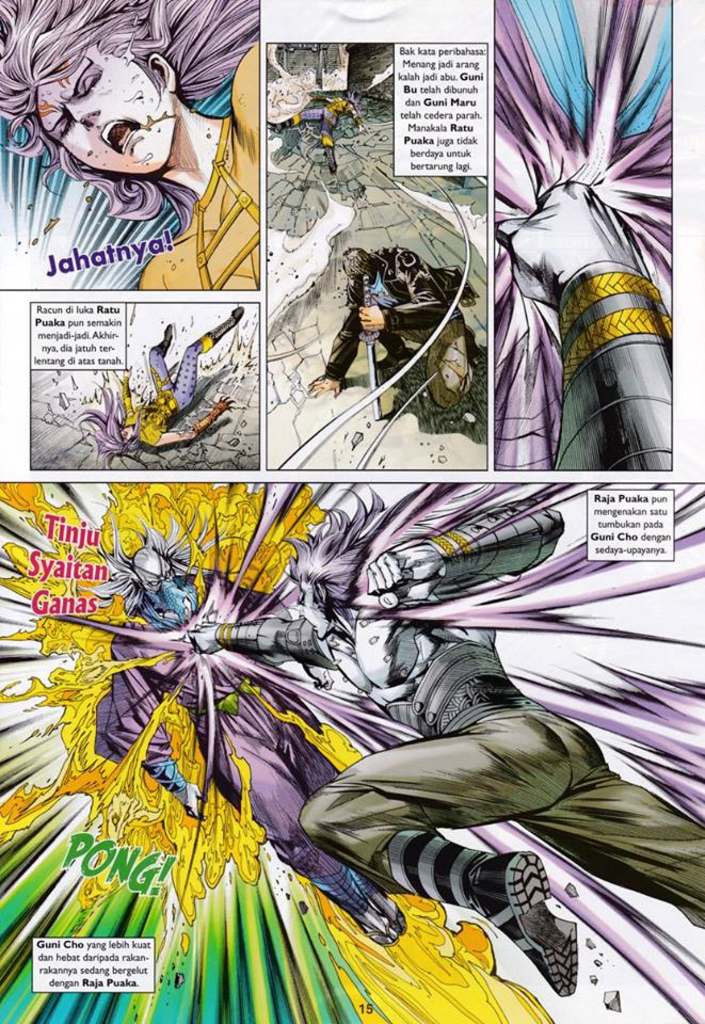 Jahatnya!
Racun di luka Ratu
Puaka pun semakin
menjadi-jadi. Akhir-
nya, dia jatuh ter-
lentang di atas tanah.
Bak kata peribahasa:
Menang jadi arang
kalah jadi abu. Guni
Bu telah dibunuh
dan Guni Maru
telah cedera parah.
Manakala Ratu
Puaka juga tidak
berdaya untuk
bertarung lagi.
Tinju
Syaitan
Ganas
Raja Puaka pun
mengenakan satu
tumbukan pada
Guni Cho dengan
sedaya-upayanya.
PONG!
Guni Cho yang lebih kuat
dan hebat daripada rakan-
rakannya sedang bergelut
dengan Raja Puaka.
15